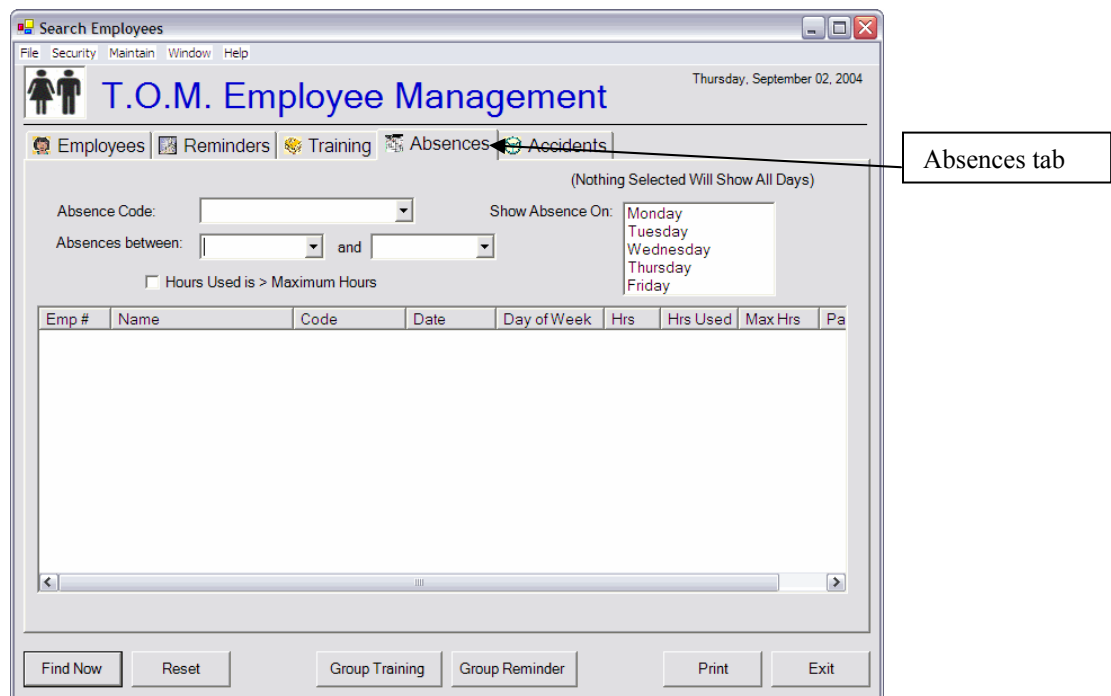 Search Employees
File Security Maintain Window Help
T.O.M. Employee Management
Thursday, September 02, 2004
Employees Reminders Training Absences Accidents
Absences tab
(Nothing Selected Will Show All Days)
Absence Code:
Show Absence On:
Monday
Tuesday
Wednesday
Thursday
Friday
Absences between: and
Hours Used is > Maximum Hours
Emp # Name Code Date Day of Week Hrs Hrs Used Max Hrs Pa
Find Now Reset Group Training Group Reminder Print Exit